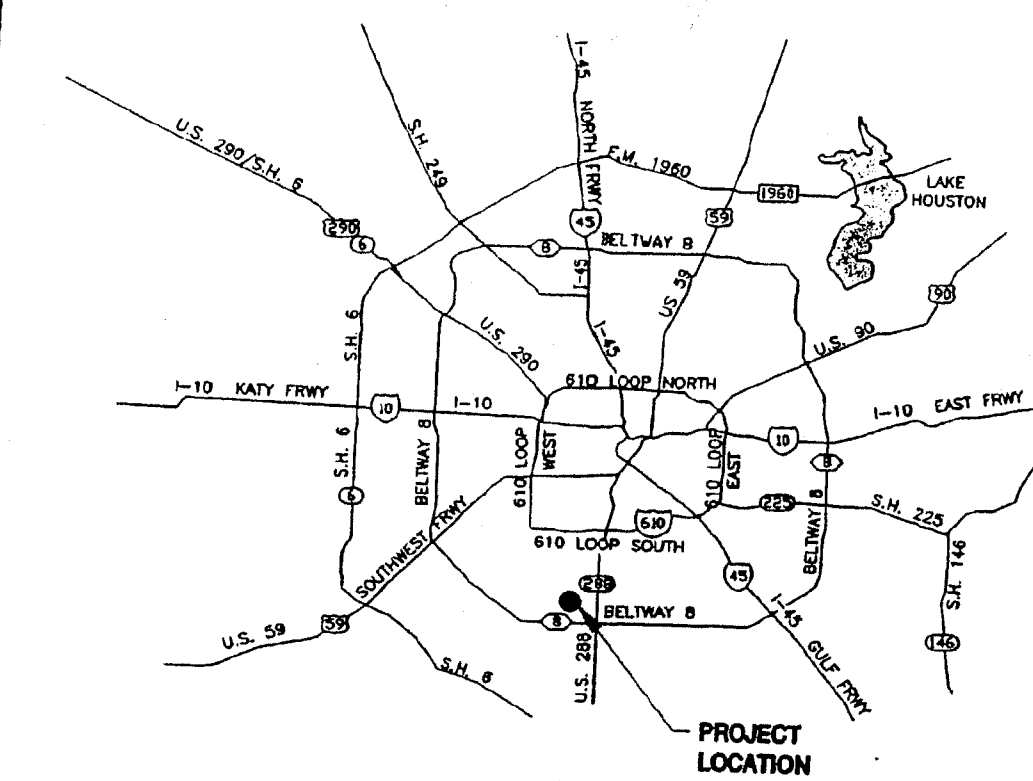 I-45 NORTH FRWY
S.H. 249
U.S. 290/S.H. 6
F.M. 1960
1960
LAKE
HOUSTON
290
6
45
59
8
BELTWAY 8
I-45
US 59
90
S.H. 6
U.S. 290
I-45
U.S. 90
I-10 KATY FRWY
10
I-10
610 LOOP NORTH
I-10 EAST FRWY
10
S.H. 6
BELTWAY 8
610 LOOP
WEST
610 LOOP
EAST
8
6
225
S.H. 225
BELTWAY 8
SOUTHWEST FRWY
610
610 LOOP SOUTH
S.H. 146
45
288
BELTWAY 8
8
I-45
GULF FRWY
59
U.S. 59
146
U.S. 288
S.H. 6
PROJECT
LOCATION